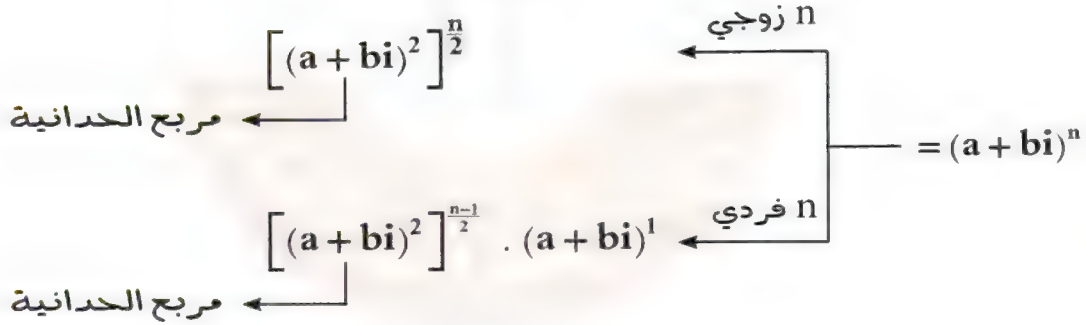 n زوجي
[(a + bi)²]^{n/2}
مربع الحدانية
= (a + bi)ⁿ
n فردي
[(a + bi)²]^{(n−1)/2} . (a + bi)¹
مربع الحدانية